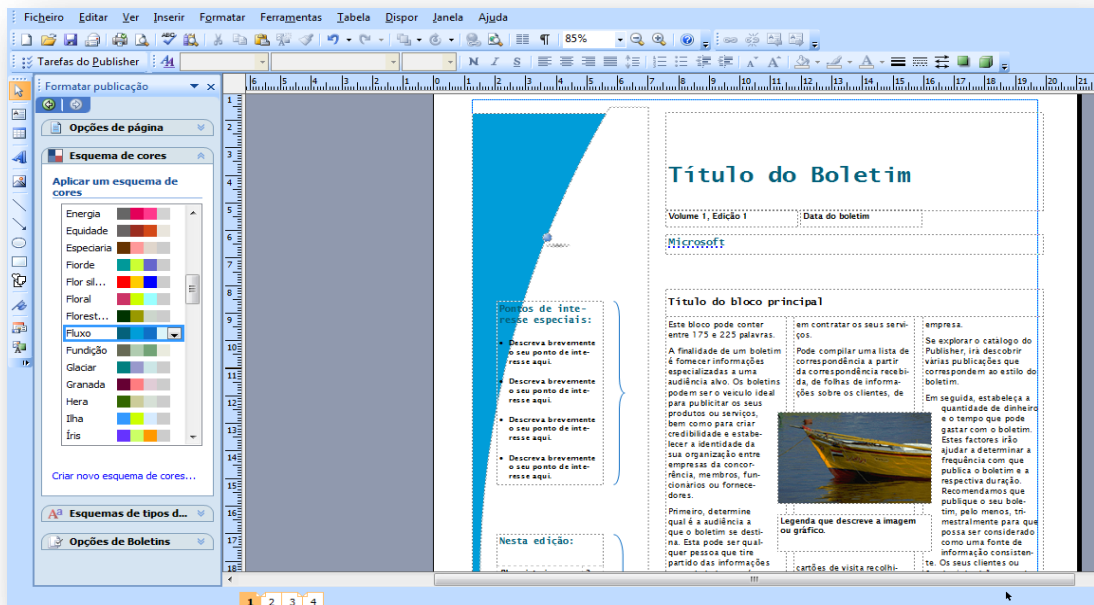 Ficheiro Editar Ver Inserir Formatar Ferramentas Tabela Dispor Janela Ajuda
85%
Tarefas do Publisher
N I S
Formatar publicação
Opções de página
Esquema de cores
Aplicar um esquema de
cores
Energia
Equidade
Especiaria
Fiorde
Flor sil...
Floral
Florest...
Fluxo
Fundição
Glaciar
Granada
Hera
Ilha
Íris
Criar novo esquema de cores...
Esquemas de tipos d...
Opções de Boletins
Título do Boletim
Volume 1, Edição 1
Data do boletim
Microsoft
Pontos de inte-
resse especiais:
• Descreva brevemente
o seu ponto de inte-
resse aqui.
• Descreva brevemente
o seu ponto de inte-
resse aqui.
• Descreva brevemente
o seu ponto de inte-
resse aqui.
• Descreva brevemente
o seu ponto de inte-
resse aqui.
Nesta edição:
Título do bloco principal
Este bloco pode conter
entre 175 e 225 palavras.
A finalidade de um boletim
é fornecer informações
especializadas a uma
audiência alvo. Os boletins
podem ser o veículo ideal
para publicitar os seus
produtos ou serviços,
bem como para criar
credibilidade e estabe-
lecer a identidade da
sua organização entre
empresas da concor-
rência, membros, fun-
cionários ou fornece-
dores.
Primeiro, determine
qual é a audiência a
que o boletim se desti-
na. Esta pode ser qual-
quer pessoa que tire
partido das informações
em contratar os seus servi-
ços.
Pode compilar uma lista de
correspondência a partir
da correspondência recebi-
da, de folhas de informa-
ções sobre os clientes, de
Legenda que descreve a imagem
ou gráfico.
cartões de visita recolhi-
empresa.
Se explorar o catálogo do
Publisher, irá descobrir
várias publicações que
correspondem ao estilo do
boletim.
Em seguida, estabeleça a
quantidade de dinheiro
e o tempo que pode
gastar com o boletim.
Estes factores irão
ajudar a determinar a
frequência com que
publica o boletim e a
respectiva duração.
Recomendamos que
publique o seu bole-
tim, pelo menos, tri-
mestralmente para que
possa ser considerado
como uma fonte de
informação consisten-
te. Os seus clientes ou
1 2 3 4